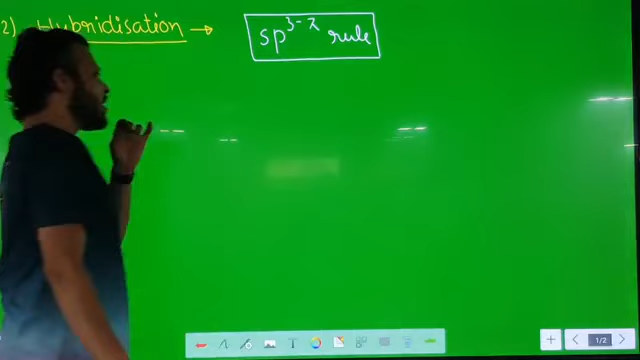 2) Hybridisation → sp³⁻ᵡ rule
1/2